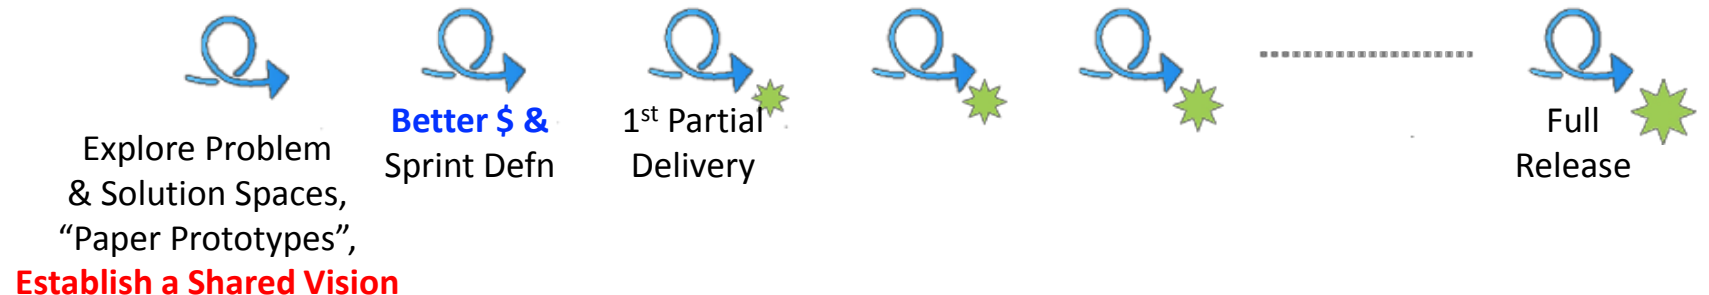 Explore Problem
& Solution Spaces,
“Paper Prototypes”,
Establish a Shared Vision
Better $ &
Sprint Defn
1st Partial
Delivery
Full
Release